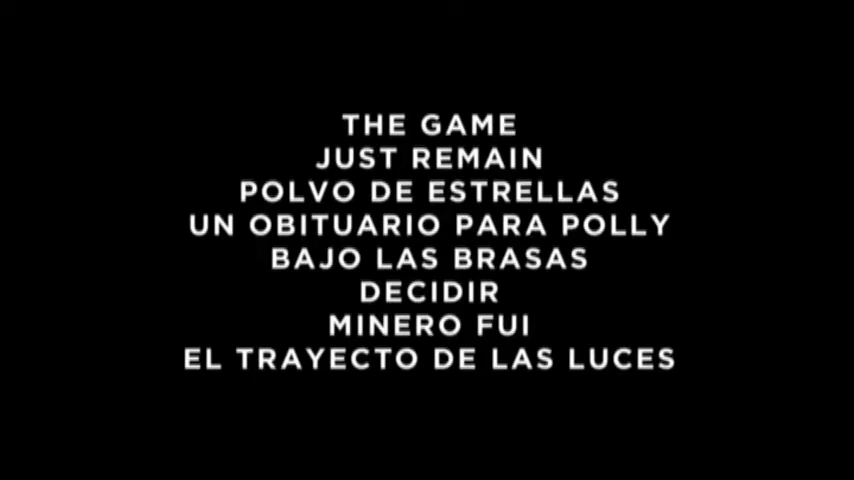 THE GAME
JUST REMAIN
POLVO DE ESTRELLAS
UN OBITUARIO PARA POLLY
BAJO LAS BRASAS
DECIDIR
MINERO FUI
EL TRAYECTO DE LAS LUCES